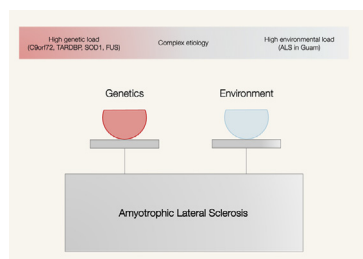 High genetic load
(C9orf72, TARDBP, SOD1, FUS)
Complex etiology
High environmental load
(ALS in Guam)
Genetics
Environment
Amyotrophic Lateral Sclerosis